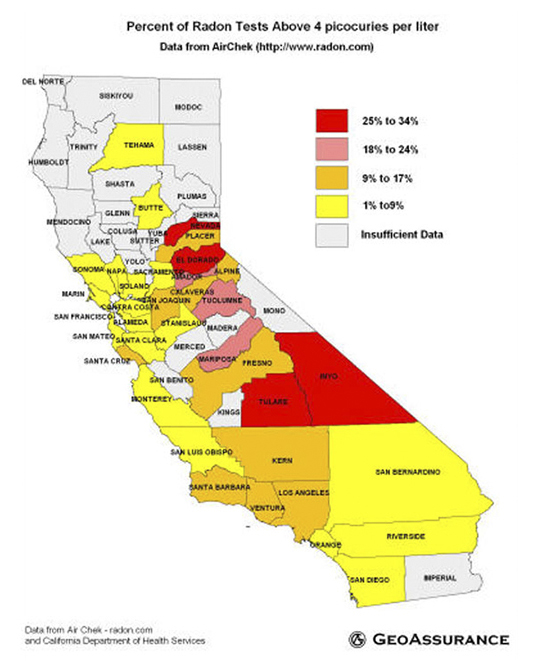 Percent of Radon Tests Above 4 picocuries per liter
Data from AirChek (http://www.radon.com)
DEL NORTE
SISKIYOU
MODOC
25% to 34%
TEHAMA
TRINITY
LASSEN
18% to 24%
HUMBOLDT
SHASTA
9% to 17%
PLUMAS
BUTTE
1% to9%
GLENN
SIERRA
MENDOCINO
NEVADA
COLUSA
YUBA
PLACER
Insufficient Data
LAKE
SUTTER
YOLO
EL DORADO
SONOMA
NAPA
SACRAMENTO
ALPINE
AMADOR
SOLANO
MARIN
CALAVERAS
SAN JOAQUIN
TUOLUMNE
CONTRA COSTA
MONO
SAN FRANCISCO
ALAMEDA
STANISLAUS
MADERA
SAN MATEO
SANTA CLARA
MERCED
MARIPOSA
SANTA CRUZ
FRESNO
INYO
SAN BENITO
MONTEREY
TULARE
KINGS
SAN LUIS OBISPO
KERN
SAN BERNARDINO
SANTA BARBARA
LOS ANGELES
VENTURA
RIVERSIDE
ORANGE
SAN DIEGO
IMPERIAL
Data from Air Chek - radon.com
and California Department of Health Services
GEOASSURANCE